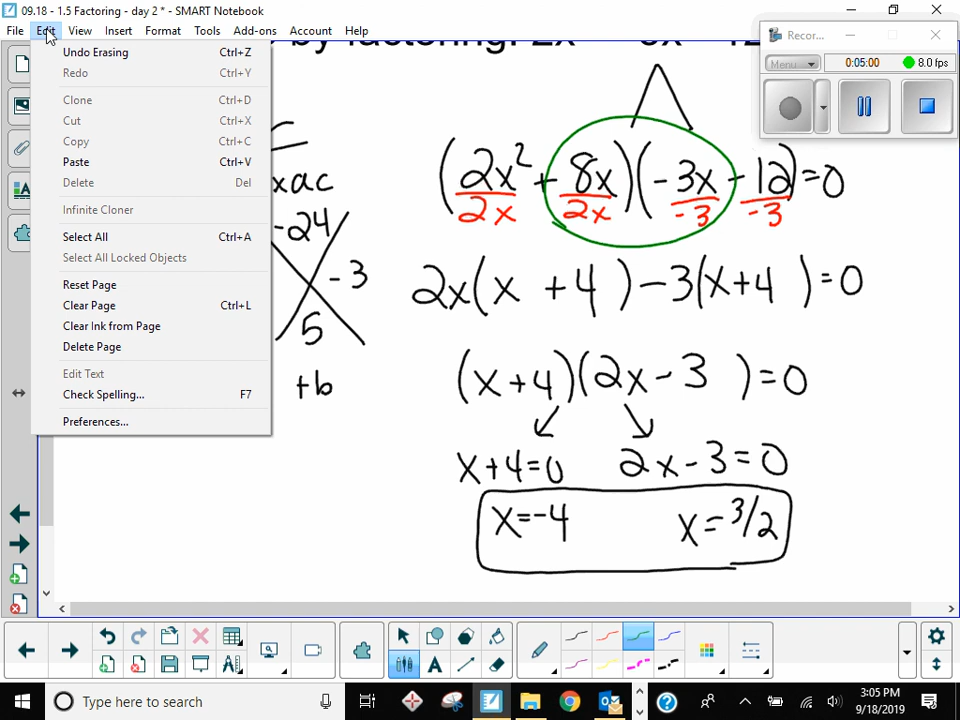 09.18 - 1.5 Factoring - day 2 * - SMART Notebook
File Edit View Insert Format Tools Add-ons Account Help
Recor...
Menu
0:05:00
8.0 fps
Undo Erasing Ctrl+Z
Redo Ctrl+Y
Clone Ctrl+D
Cut Ctrl+X
Copy Ctrl+C
Paste Ctrl+V
Delete Del
Infinite Cloner
Select All Ctrl+A
Select All Locked Objects
Reset Page
Clear Page Ctrl+L
Clear Ink from Page
Delete Page
Edit Text
Check Spelling... F7
Preferences...
by factoring:
xac
-24
-3
5
+b
(2x² + 8x)(-3x - 12) = 0
2x 2x -3 -3
2x(x + 4) - 3(x + 4) = 0
(x + 4)(2x - 3) = 0
x + 4 = 0 2x - 3 = 0
x = -4 x = 3/2
Type here to search
3:05 PM
9/18/2019